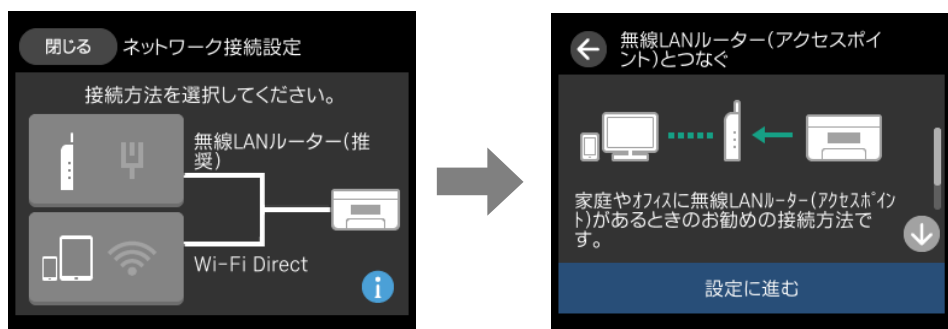 閉じる ネットワーク接続設定
接続方法を選択してください。
無線LANルーター(推
奨)
Wi-Fi Direct
i
無線LANルーター(アクセスポイ
ント)とつなぐ
家庭やオフィスに無線LANルーター(アクセスポイン
ト)があるときのお勧めの接続方法で
す。
設定に進む